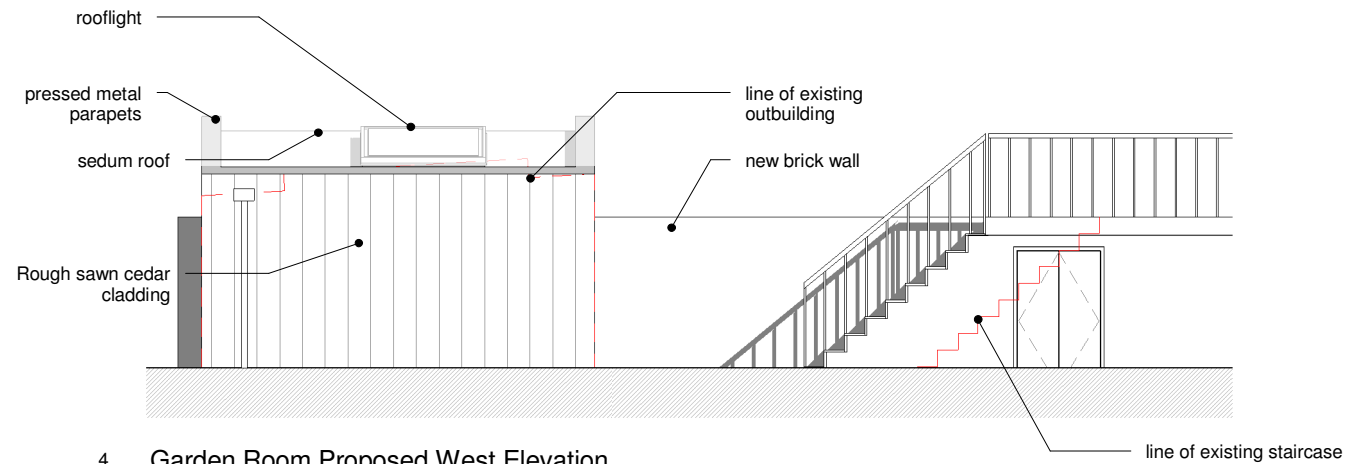 rooflight
pressed metal
parapets
sedum roof
Rough sawn cedar
cladding
line of existing
outbuilding
new brick wall
line of existing staircase
4 Garden Room Proposed West Elevation